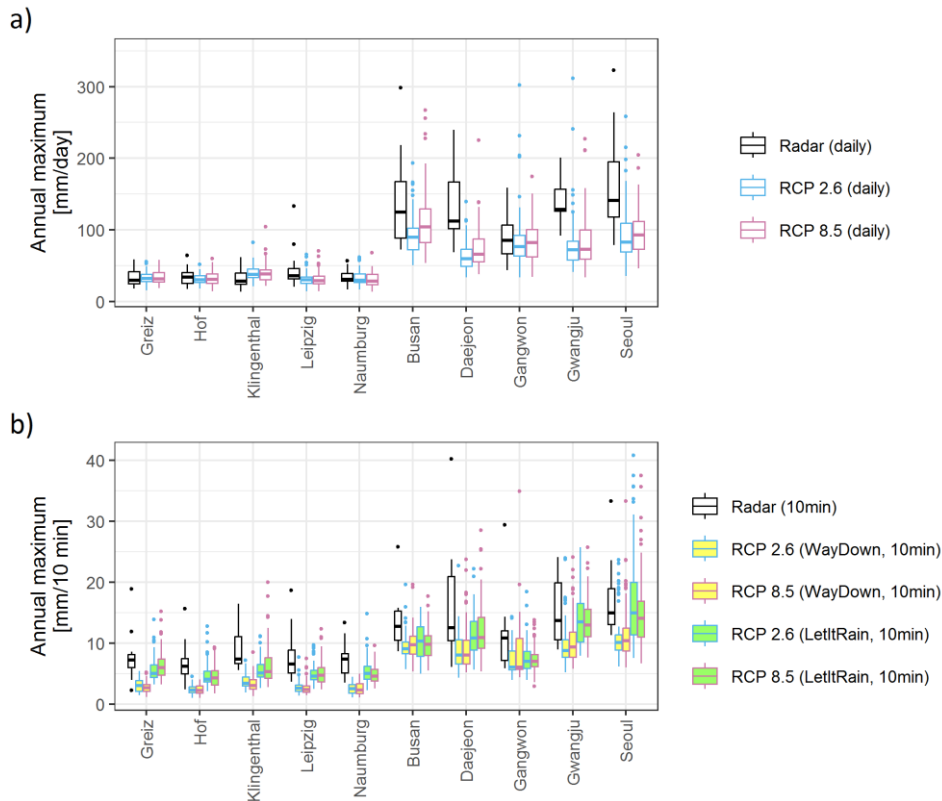 a)
Annual maximum
[mm/day]
300
200
100
0
Greiz
Hof
Klingenthal
Leipzig
Naumburg
Busan
Daejeon
Gangwon
Gwangju
Seoul
Radar (daily)
RCP 2.6 (daily)
RCP 8.5 (daily)
b)
Annual maximum
[mm/10 min]
40
30
20
10
0
Greiz
Hof
Klingenthal
Leipzig
Naumburg
Busan
Daejeon
Gangwon
Gwangju
Seoul
Radar (10min)
RCP 2.6 (WayDown, 10min)
RCP 8.5 (WayDown, 10min)
RCP 2.6 (LetItRain, 10min)
RCP 8.5 (LetItRain, 10min)